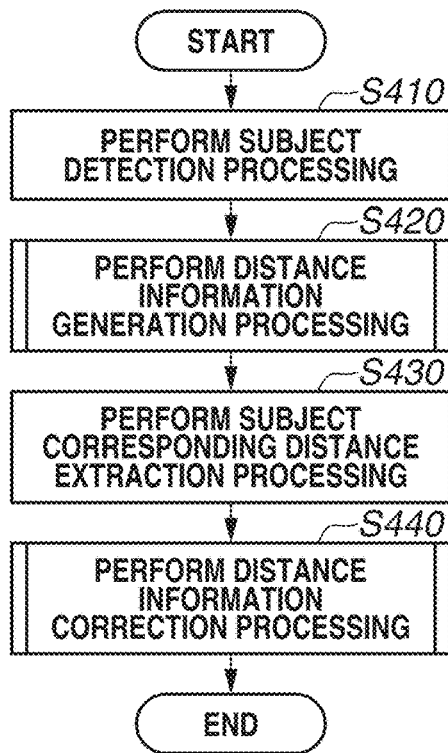 START
S410
PERFORM SUBJECT
DETECTION PROCESSING
S420
PERFORM DISTANCE
INFORMATION
GENERATION PROCESSING
S430
PERFORM SUBJECT
CORRESPONDING DISTANCE
EXTRACTION PROCESSING
S440
PERFORM DISTANCE
INFORMATION
CORRECTION PROCESSING
END